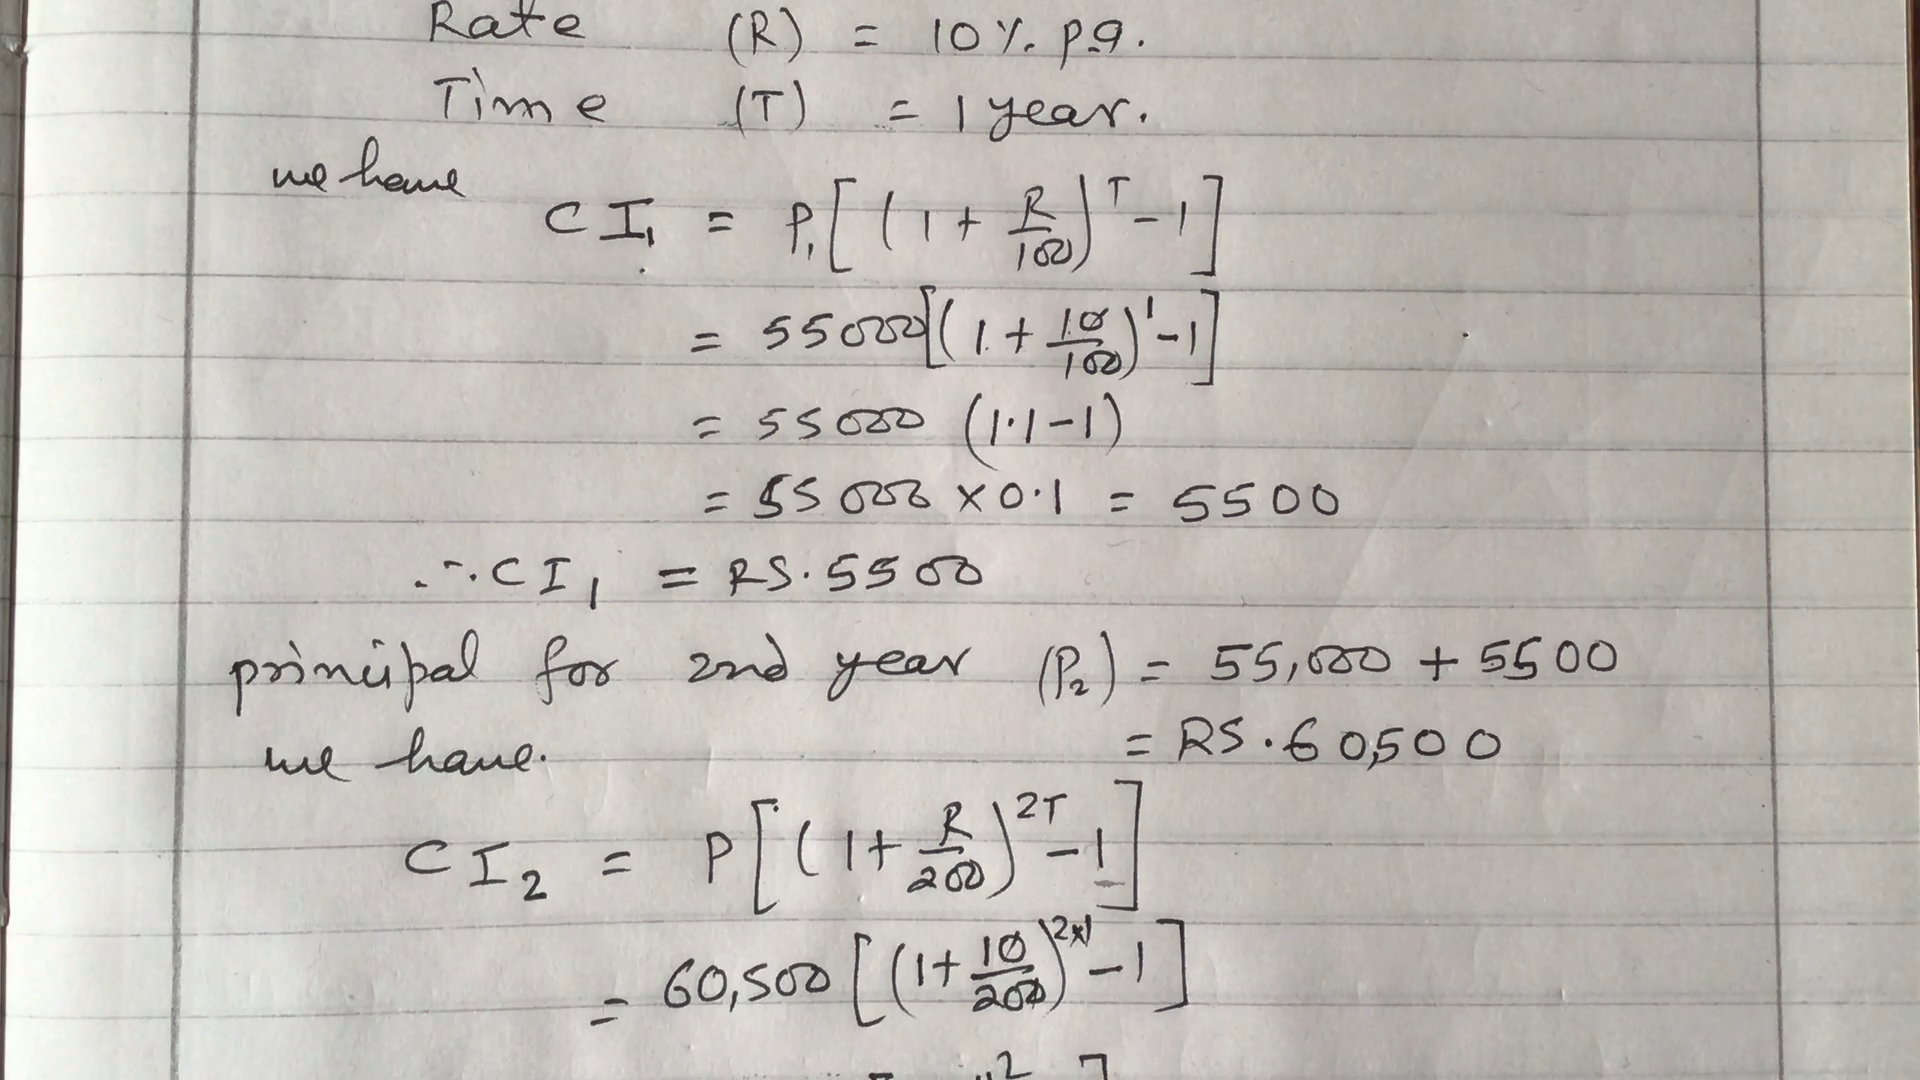 Rate (R) = 10%. p.a.
Time (T) = 1 year.
we have
CI₁ = P₁[(1 + R/100)^T - 1]
= 55000[(1 + 10/100)^1 - 1]
= 55000 (1.1-1)
= 55000 × 0.1 = 5500
∴ CI₁ = RS. 5500
principal for 2nd year (P₂) = 55,000 + 5500
= RS. 60,500
we have.
CI₂ = P[(1 + R/200)^2T - 1]
= 60,500 [(1 + 10/200)^2×1 - 1]